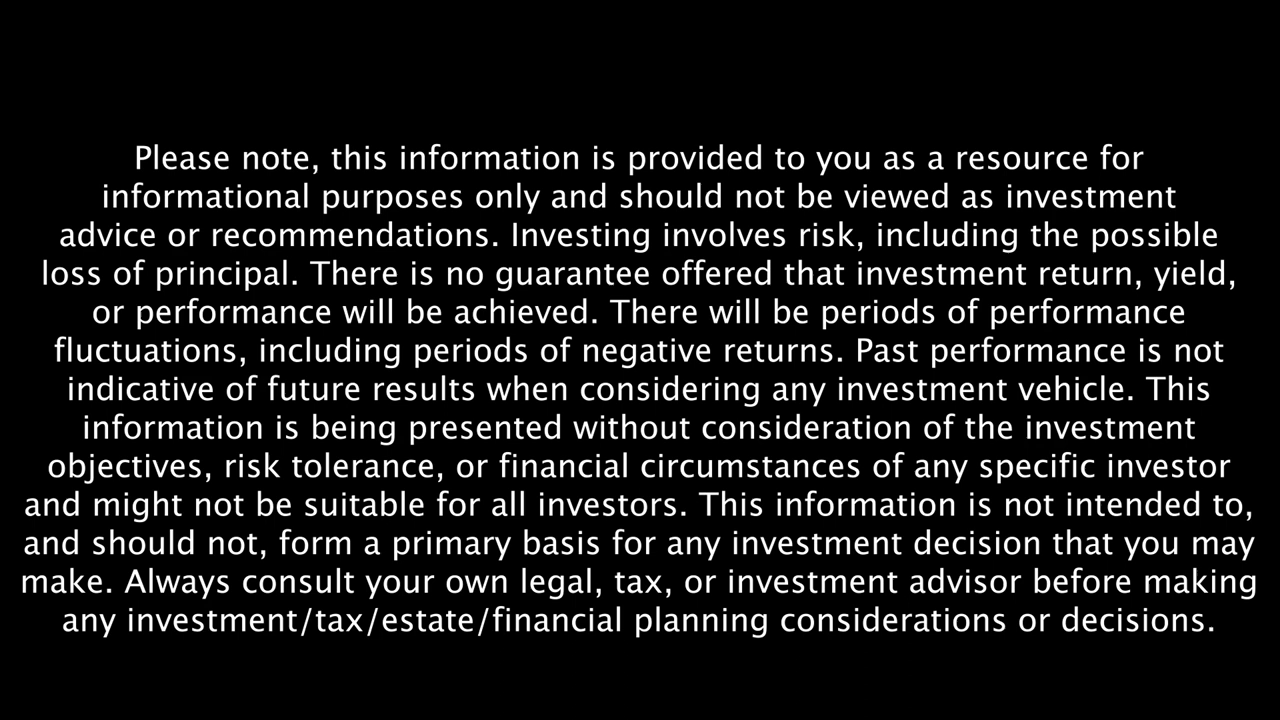 Please note, this information is provided to you as a resource for
informational purposes only and should not be viewed as investment
advice or recommendations. Investing involves risk, including the possible
loss of principal. There is no guarantee offered that investment return, yield,
or performance will be achieved. There will be periods of performance
fluctuations, including periods of negative returns. Past performance is not
indicative of future results when considering any investment vehicle. This
information is being presented without consideration of the investment
objectives, risk tolerance, or financial circumstances of any specific investor
and might not be suitable for all investors. This information is not intended to,
and should not, form a primary basis for any investment decision that you may
make. Always consult your own legal, tax, or investment advisor before making
any investment/tax/estate/financial planning considerations or decisions.